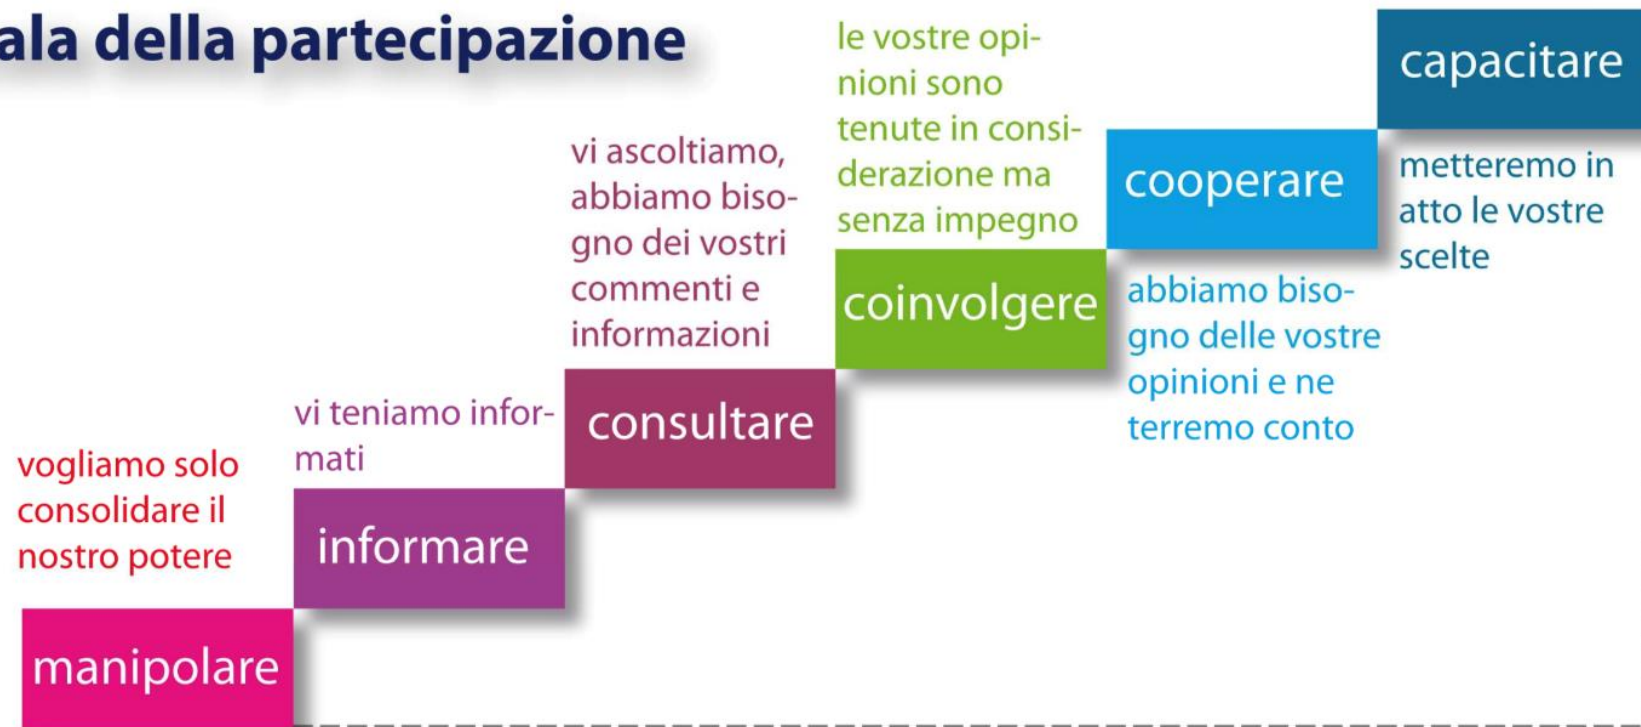 ala della partecipazione
manipolare
vogliamo solo
consolidare il
nostro potere
informare
vi teniamo infor-
mati
consultare
vi ascoltiamo,
abbiamo biso-
gno dei vostri
commenti e
informazioni
coinvolgere
le vostre opi-
nioni sono
tenute in consi-
derazione ma
senza impegno
cooperare
abbiamo biso-
gno delle vostre
opinioni e ne
terremo conto
capacitare
metteremo in
atto le vostre
scelte